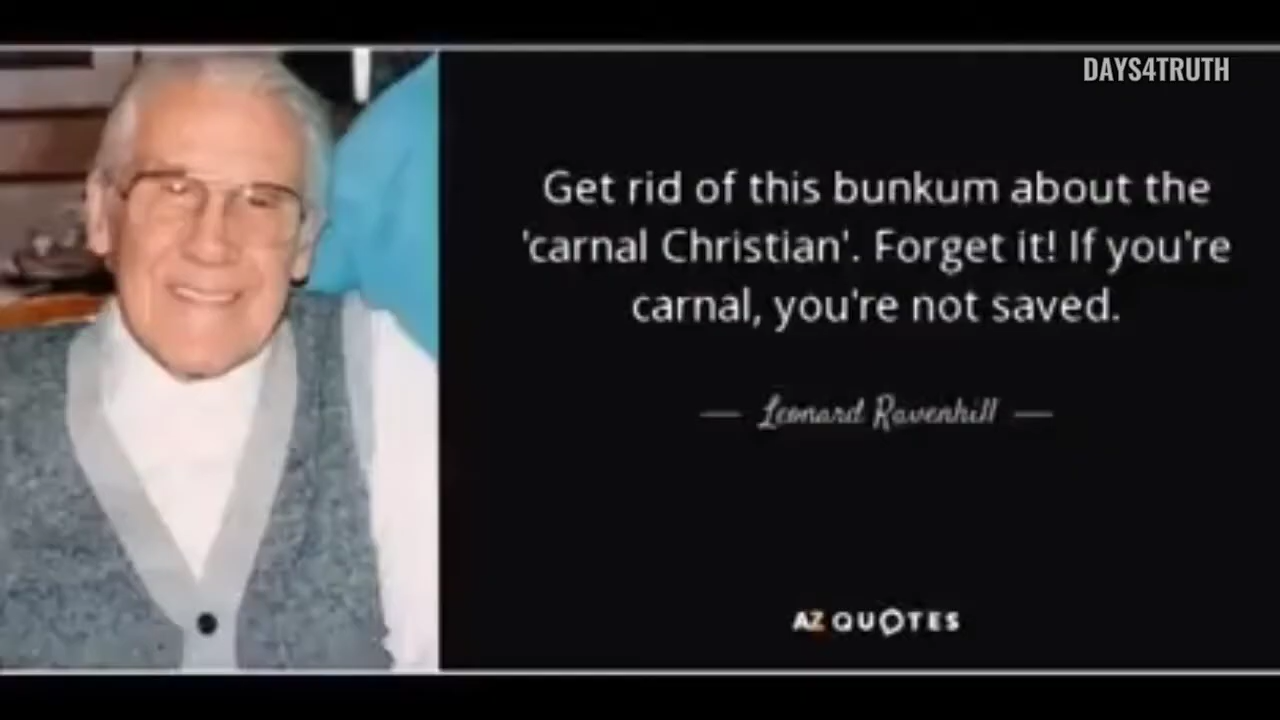 DAYS4TRUTH
Get rid of this bunkum about the
'carnal Christian'. Forget it! If you're
carnal, you're not saved.
— Leonard Ravenhill —
AZ QUOTES